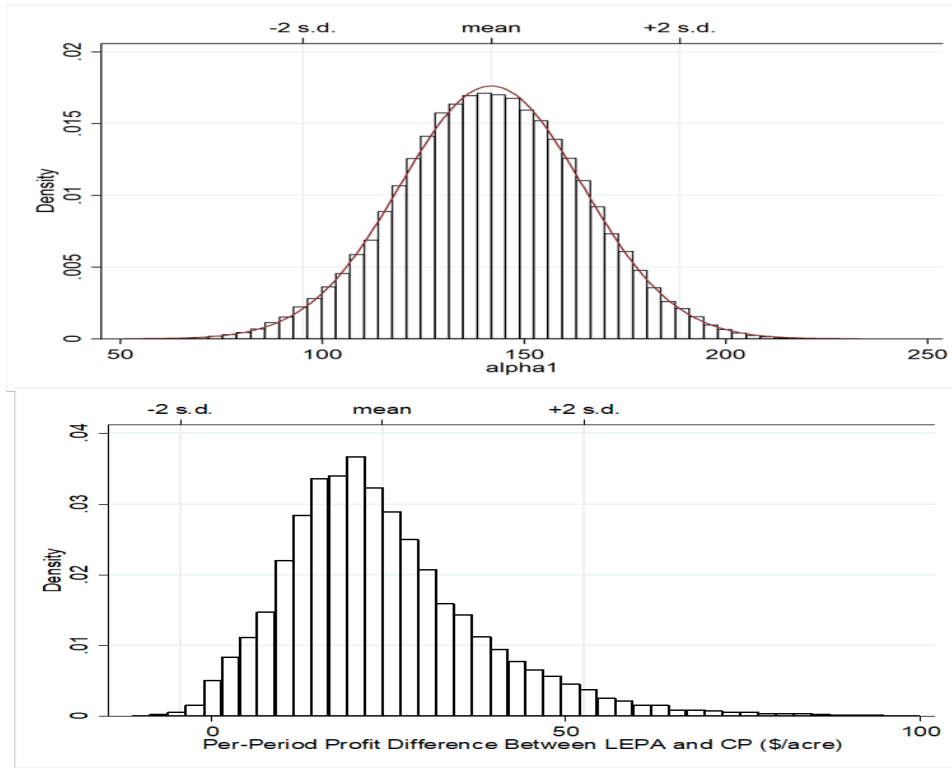 -2 s.d. mean +2 s.d.
.02
.015
.01
.005
0
Density
50 100 150 200 250
alpha1
-2 s.d. mean +2 s.d.
.04
.03
.02
.01
0
Density
0 50 100
Per-Period Profit Difference Between LEPA and CP ($/acre)